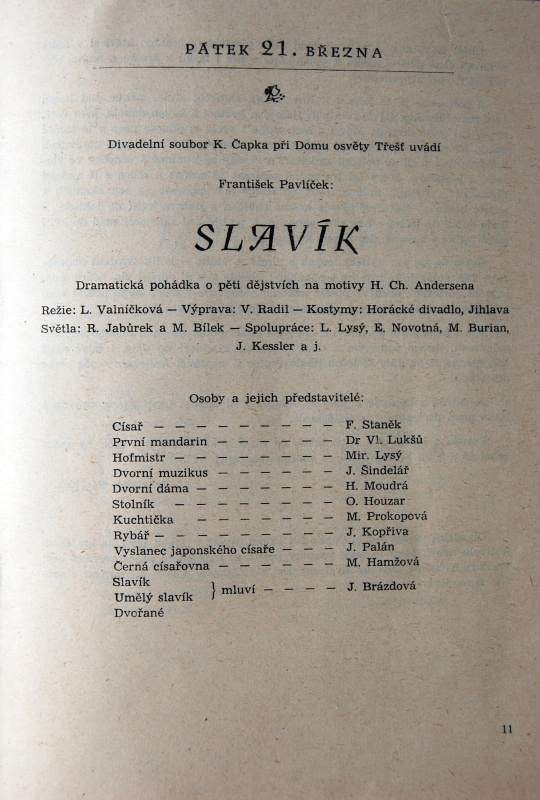 PÁTEK 21. BŘEZNA
Divadelní soubor K. Čapka při Domu osvěty Třešť uvádí
František Pavlíček:
SLAVÍK
Dramatická pohádka o pěti dějstvích na motivy H. Ch. Andersena
Režie: L. Valníčková — Výprava: V. Radil — Kostymy: Horácké divadlo, Jihlava
Světla: R. Jabůrek a M. Bílek — Spolupráce: L. Lysý, E. Novotná, M. Burian,
J. Kessler a j.
Osoby a jejich představitelé:
Císař — — — — — — — — — F. Staněk
První mandarin — — — — — — Dr Vl. Lukšů
Hofmistr — — — — — — — — Mir. Lysý
Dvorní muzikus — — — — — — J. Šindelář
Dvorní dáma — — — — — — — H. Moudrá
Stolník — — — — — — — — O. Houzar
Kuchtička — — — — — — — M. Prokopová
Rybář — — — — — — — — — J. Kopřiva
Vyslanec japonského císaře — — — J. Palán
Černá císařovna — — — — — — M. Hamžová
Slavík
Umělý slavík } mluví — — — — J. Brázdová
Dvořané
11